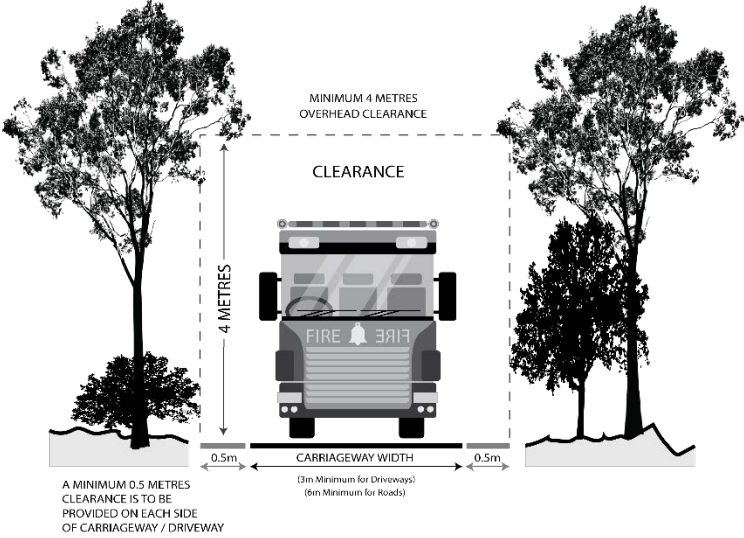 MINIMUM 4 METRES
OVERHEAD CLEARANCE
CLEARANCE
4 METRES
FIRE FIRE
0.5m CARRIAGEWAY WIDTH 0.5m
(3m Minimum for Driveways)
(6m Minimum for Roads)
A MINIMUM 0.5 METRES
CLEARANCE IS TO BE
PROVIDED ON EACH SIDE
OF CARRIAGEWAY / DRIVEWAY